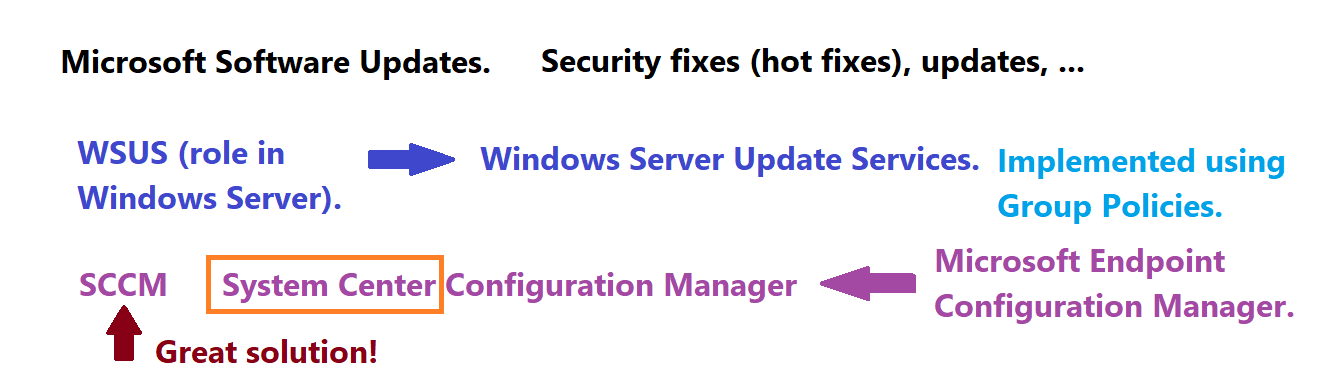 Microsoft Software Updates. Security fixes (hot fixes), updates, ...
WSUS (role in
Windows Server).
Windows Server Update Services.
Implemented using
Group Policies.
SCCM System Center Configuration Manager
Microsoft Endpoint
Configuration Manager.
Great solution!